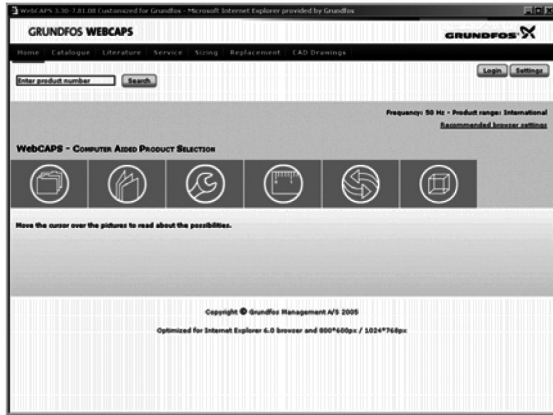 WebCAPS 3.30-7.81.08 Customized for Grundfos - Microsoft Internet Explorer provided by Grundfos
GRUNDFOS WEBCAPS
GRUNDFOS
Home Catalogue Literature Service Sizing Replacement CAD Drawings
Enter product number Search
Login Settings
Frequency: 50 Hz - Product range: International
Recommended browser settings
WebCAPS - Computer Aided Product Selection
Move the cursor over the pictures to read about the possibilities.
Copyright © Grundfos Management A/S 2005
Optimized for Internet Explorer 6.0 browser and 800*600px / 1024*768px